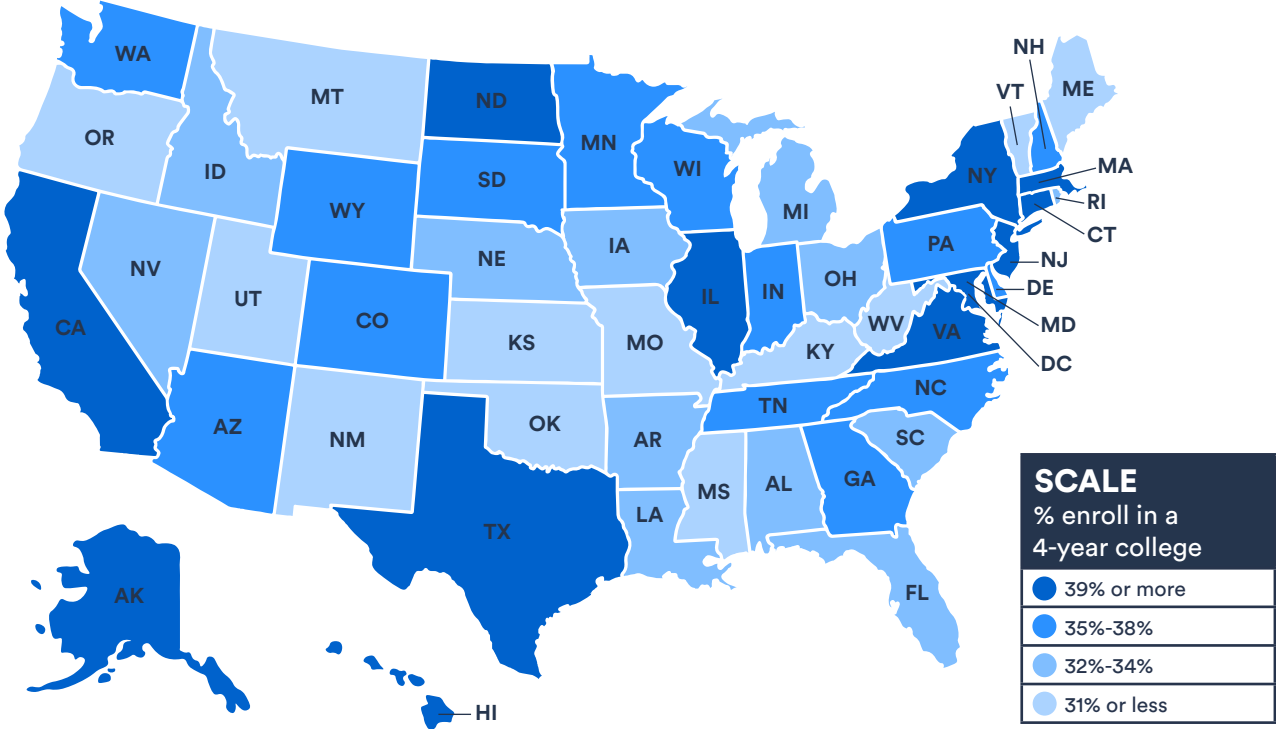 NH
WA
VT
ME
MT
ND
OR
MN
MA
ID
WI
NY
SD
RI
WY
MI
CT
PA
IA
NE
NV
NJ
OH
DE
IN
UT
IL
CO
MD
CA
WV
VA
KS
MO
KY
DC
NC
TN
OK
AZ
NM
AR
SC
GA
AL
MS
LA
TX
FL
AK
HI
SCALE
% enroll in a
4-year college
39% or more
35%-38%
32%-34%
31% or less